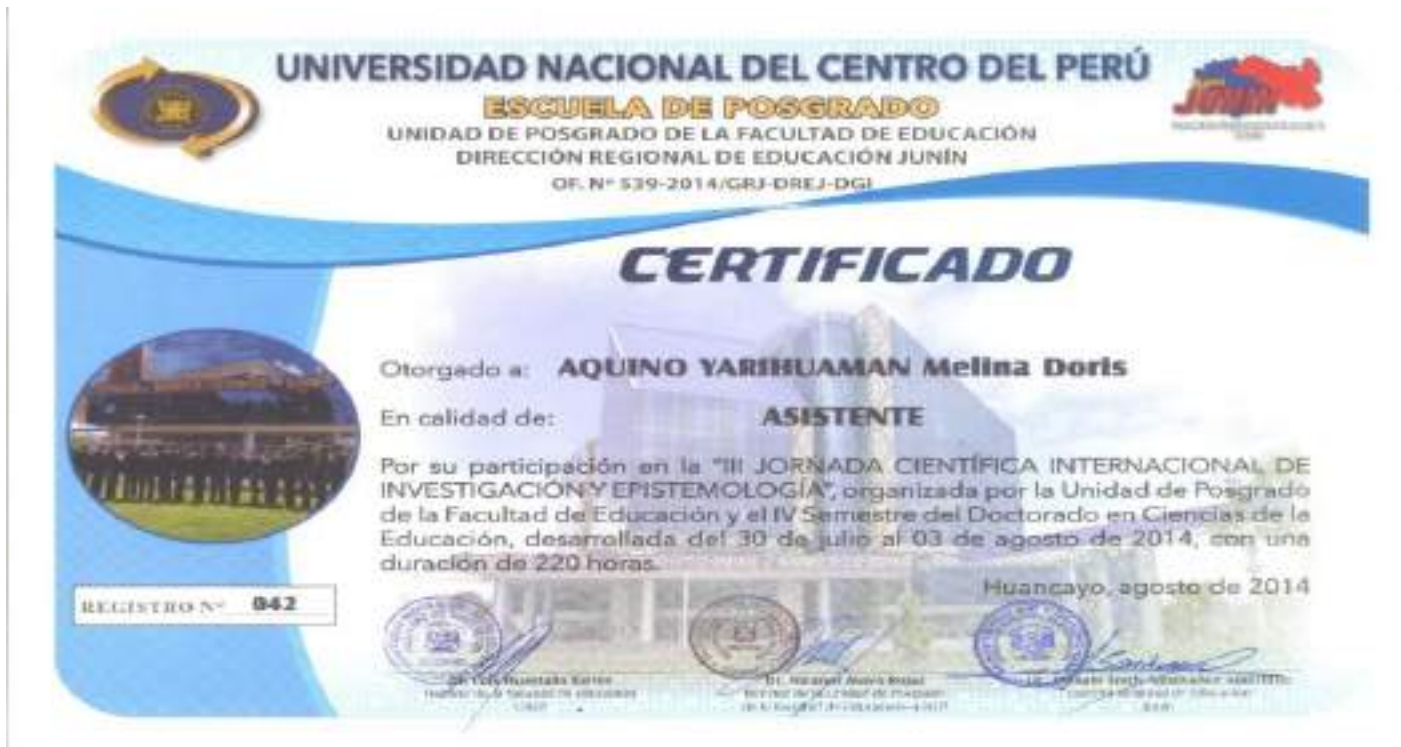 UNIVERSIDAD NACIONAL DEL CENTRO DEL PERÚ
ESCUELA DE POSGRADO
UNIDAD DE POSGRADO DE LA FACULTAD DE EDUCACIÓN
DIRECCIÓN REGIONAL DE EDUCACIÓN JUNÍN
OF. Nº 539-2014/GRJ-DREJ-DGI
JUNÍN
CERTIFICADO
Otorgado a: AQUINO YARIHUAMAN Melina Doris
En calidad de: ASISTENTE
Por su participación en la "III JORNADA CIENTÍFICA INTERNACIONAL DE
INVESTIGACIÓN Y EPISTEMOLOGÍA", organizada por la Unidad de Posgrado
de la Facultad de Educación y el IV Semestre del Doctorado en Ciencias de la
Educación, desarrollada del 30 de julio al 03 de agosto de 2014, con una
duración de 220 horas.
Huancayo, agosto de 2014
REGISTRO Nº 042